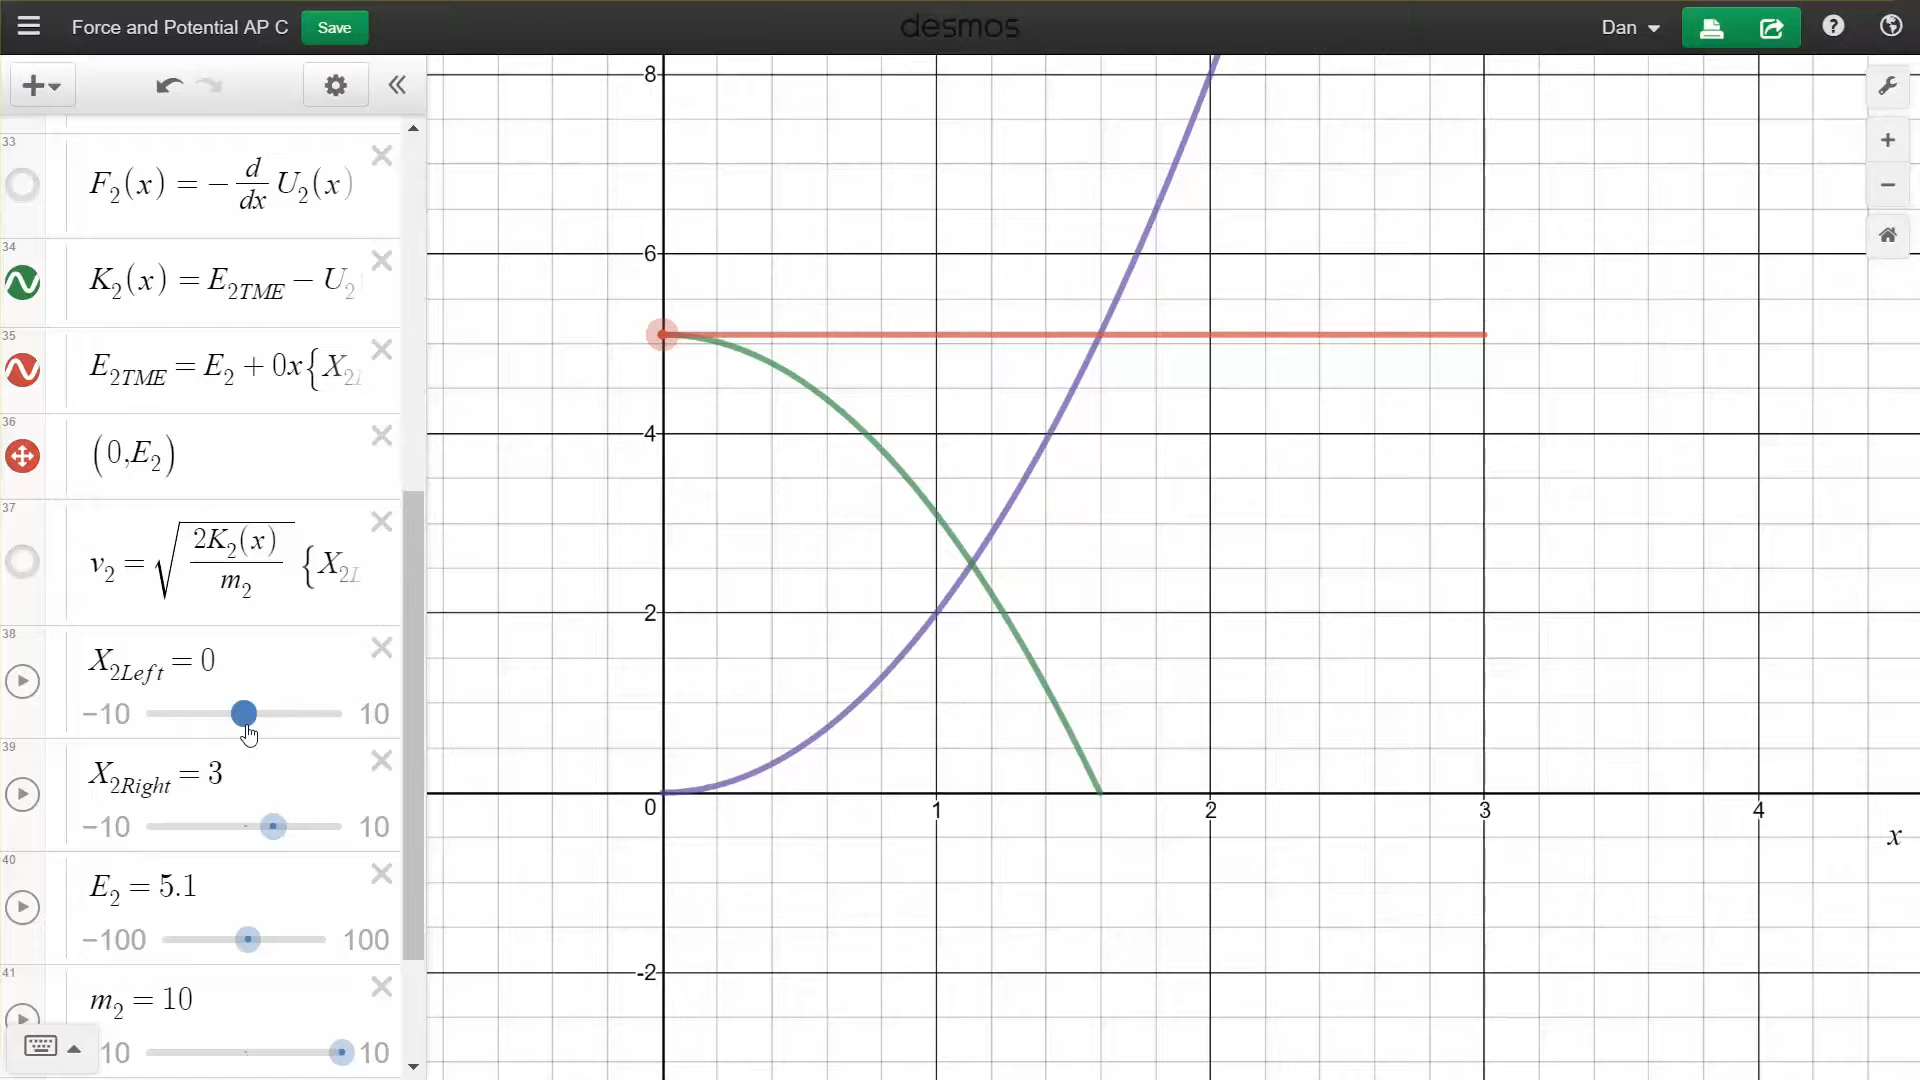 Force and Potential AP C
Save
desmos
Dan
33
F₂(x) = − d/dx U₂(x)
34
K₂(x) = E₂TME − U₂
35
E₂TME = E₂ + 0x{X₂L
36
(0,E₂)
37
v₂ = √(2K₂(x)/m₂) {X₂L
38
X₂Left = 0
−10 10
39
X₂Right = 3
−10 10
40
E₂ = 5.1
−100 100
41
m₂ = 10
10 10
8
6
4
2
0 1 2 3 4
x
-2